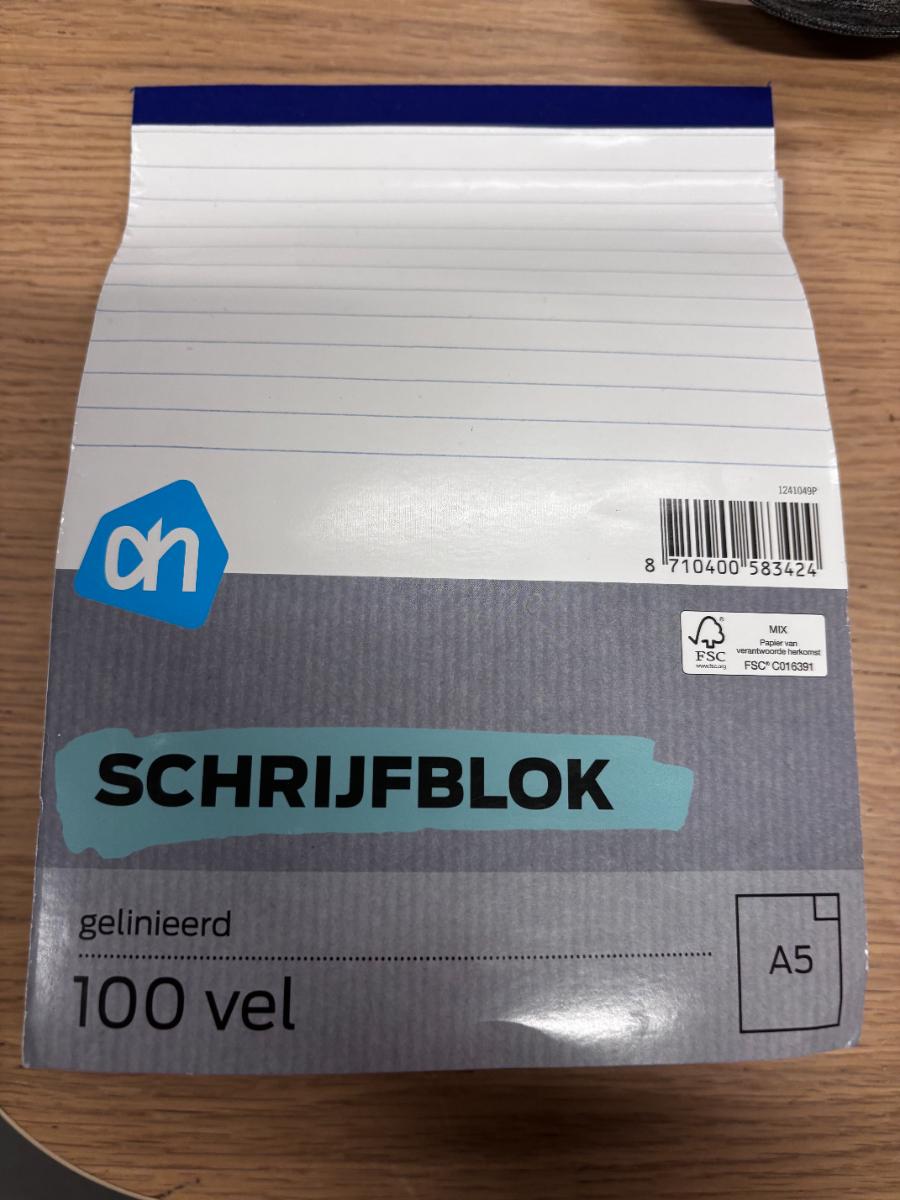 1241049P
8 710400 583424
ah
MIX
Papier van
verantwoorde herkomst
FSC® C016391
FSC
www.fsc.org
SCHRIJFBLOK
gelinieerd
100 vel
A5